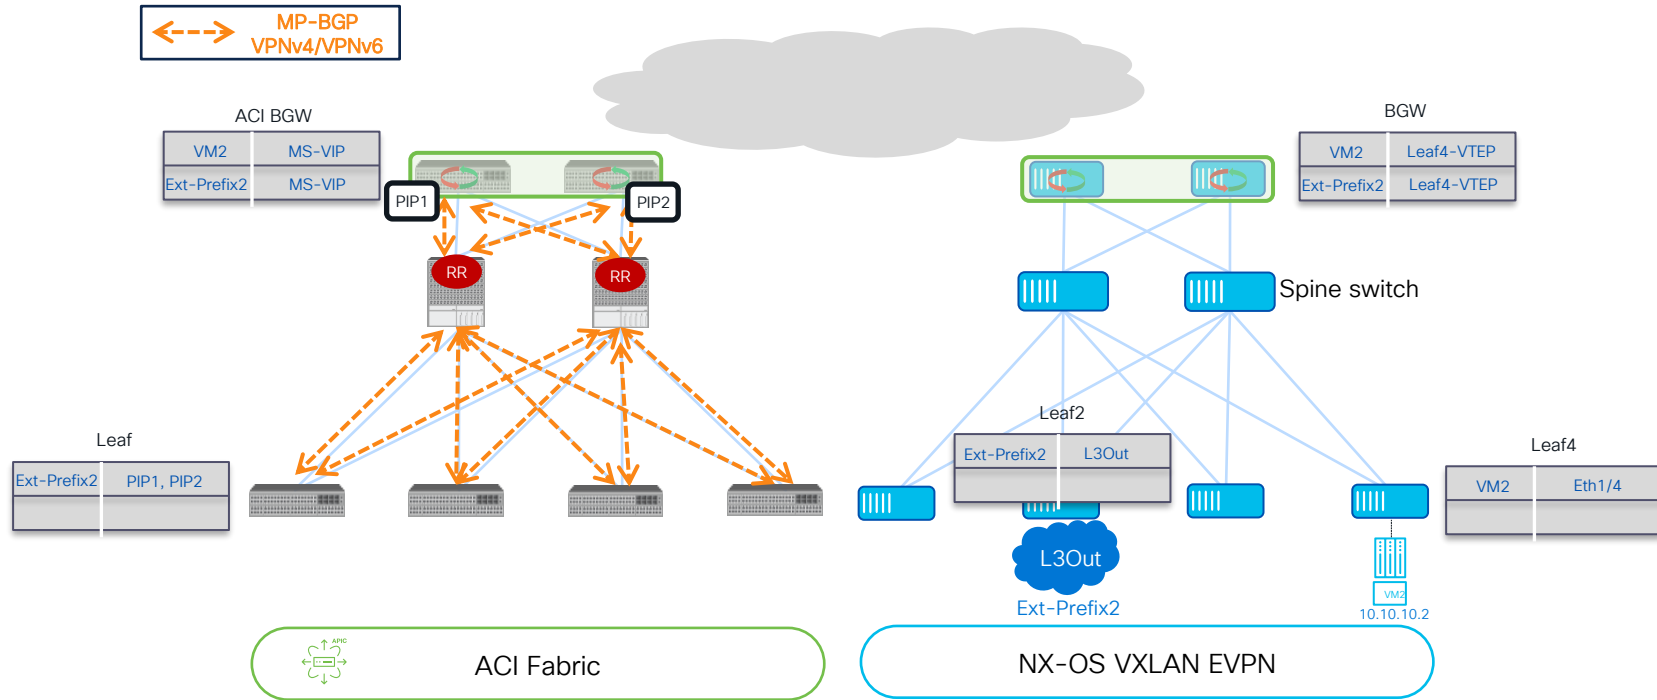 MP-BGP
VPNv4/VPNv6
ACI BGW
VM2 MS-VIP
Ext-Prefix2 MS-VIP
PIP1
PIP2
RR
RR
Leaf
Ext-Prefix2 PIP1, PIP2
APIC
ACI Fabric
BGW
VM2 Leaf4-VTEP
Ext-Prefix2 Leaf4-VTEP
Spine switch
Leaf2
Ext-Prefix2 L3Out
L3Out
Ext-Prefix2
Leaf4
VM2 Eth1/4
VM2
10.10.10.2
NX-OS VXLAN EVPN